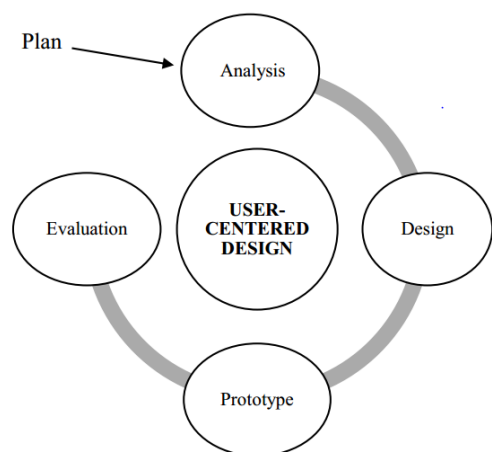 Plan
Analysis
USER-
CENTERED
DESIGN
Evaluation
Design
Prototype